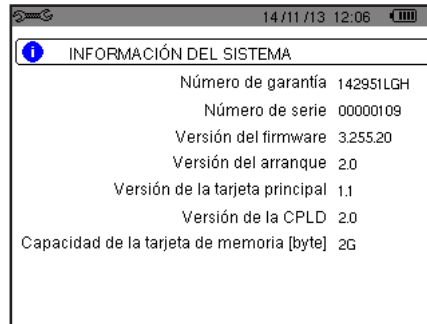 14/11/13 12:06
i INFORMACIÓN DEL SISTEMA
Número de garantía 142951LGH
Número de serie 00000109
Versión del firmware 3.255.20
Versión del arranque 2.0
Versión de la tarjeta principal 1.1
Versión de la CPLD 2.0
Capacidad de la tarjeta de memoria [byte] 2G